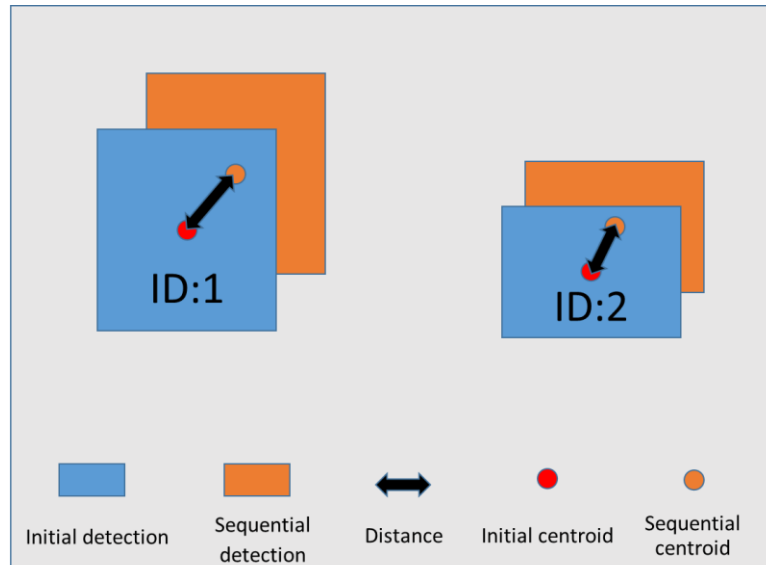 ID:1
ID:2
Initial detection
Sequential
detection
Distance
Initial centroid
Sequential
centroid